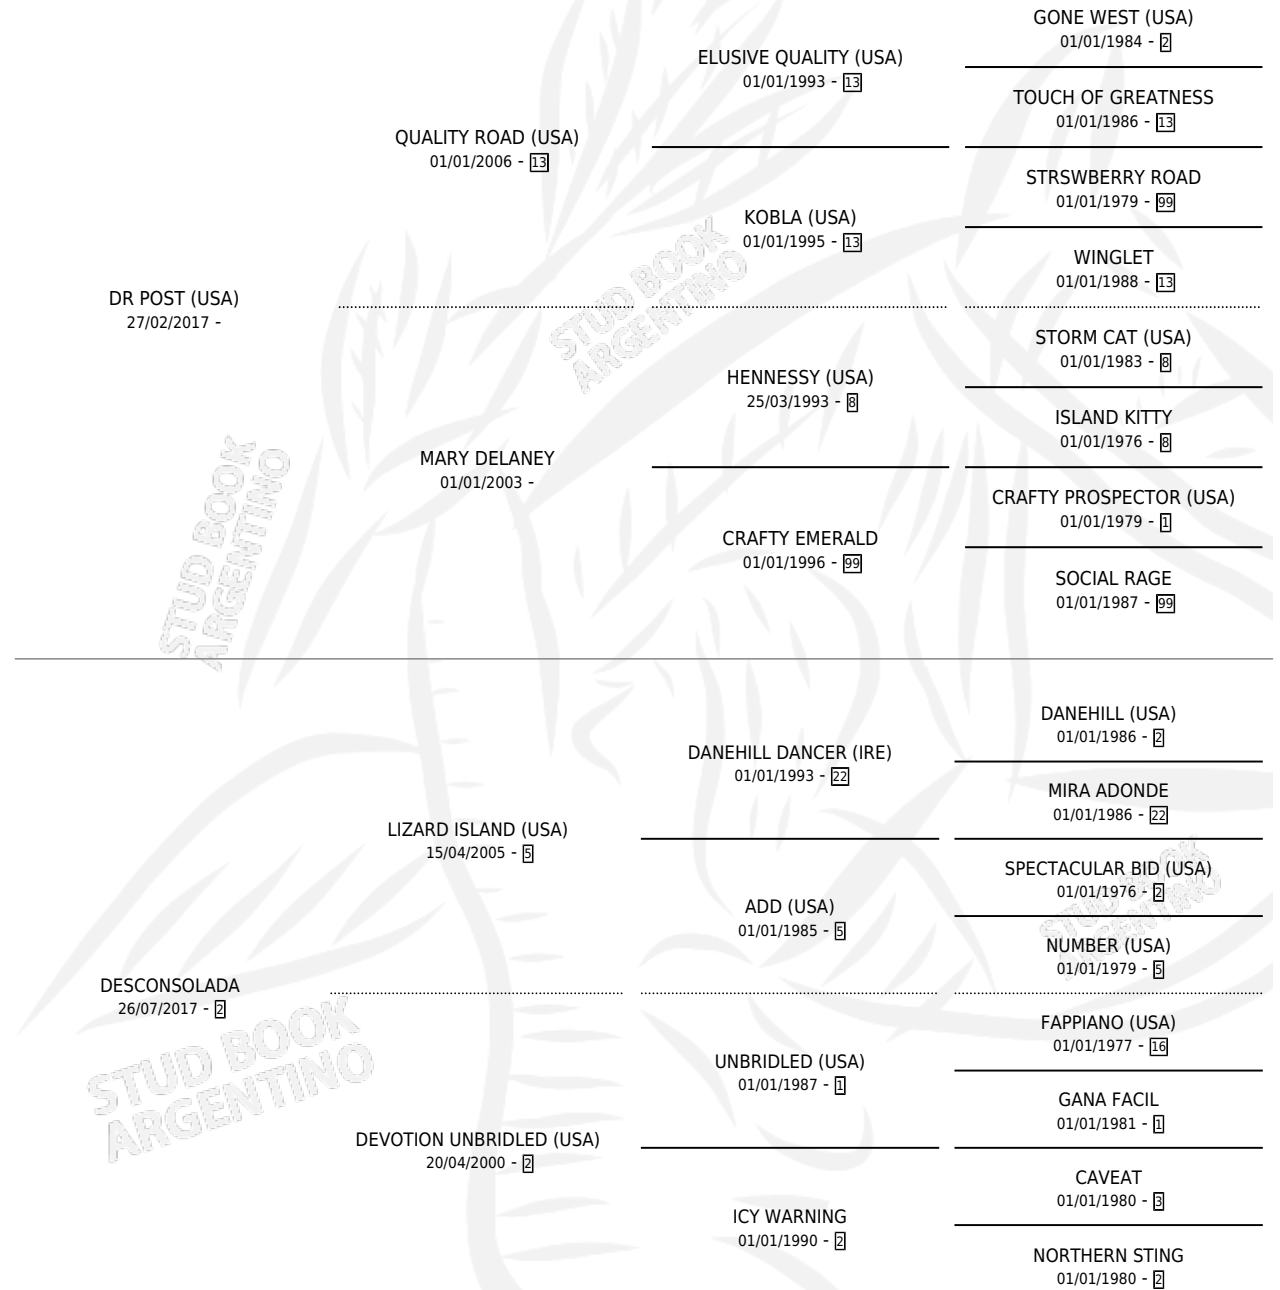 GONE WEST (USA)
01/01/1984 - 2
ELUSIVE QUALITY (USA)
01/01/1993 - 13
TOUCH OF GREATNESS
01/01/1986 - 13
QUALITY ROAD (USA)
01/01/2006 - 13
STRSWBERRY ROAD
01/01/1979 - 99
KOBLA (USA)
01/01/1995 - 13
WINGLET
01/01/1988 - 13
DR POST (USA)
27/02/2017 -
STORM CAT (USA)
01/01/1983 - 8
HENNESSY (USA)
25/03/1993 - 8
ISLAND KITTY
01/01/1976 - 8
MARY DELANEY
01/01/2003 -
CRAFTY PROSPECTOR (USA)
01/01/1979 - 1
CRAFTY EMERALD
01/01/1996 - 99
SOCIAL RAGE
01/01/1987 - 99
DANEHILL (USA)
01/01/1986 - 2
DANEHILL DANCER (IRE)
01/01/1993 - 22
MIRA ADONDE
01/01/1986 - 22
LIZARD ISLAND (USA)
15/04/2005 - 5
SPECTACULAR BID (USA)
01/01/1976 - 2
ADD (USA)
01/01/1985 - 5
NUMBER (USA)
01/01/1979 - 5
DESCONSOLADA
26/07/2017 - 2
FAPPIANO (USA)
01/01/1977 - 16
UNBRIDLED (USA)
01/01/1987 - 1
GANA FACIL
01/01/1981 - 1
DEVOTION UNBRIDLED (USA)
20/04/2000 - 2
CAVEAT
01/01/1980 - 3
ICY WARNING
01/01/1990 - 2
NORTHERN STING
01/01/1980 - 2
STUD BOOK
ARGENTINO
STUD BOOK
ARGENTINO
STUD BOOK
ARGENTINO
STUD BOOK
ARGENTINO